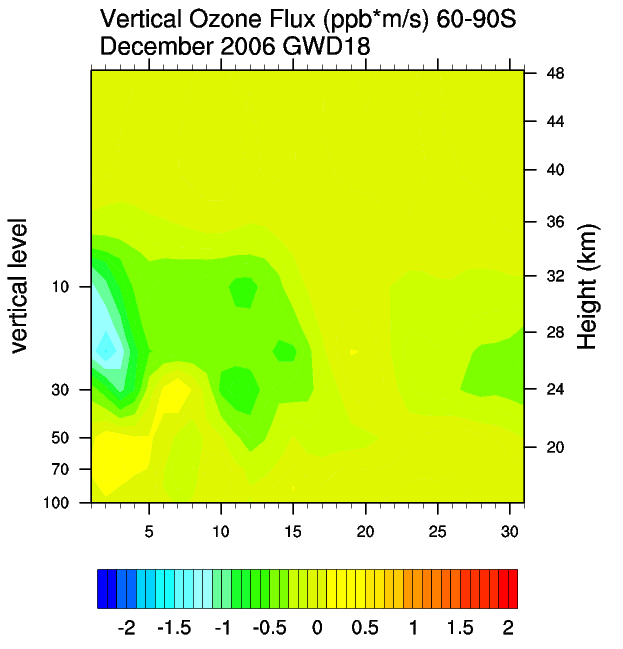 Vertical Ozone Flux (ppb*m/s) 60-90S
December 2006 GWD18
vertical level
10
30
50
70
100
48
44
40
36
32
28
24
20
Height (km)
5 10 15 20 25 30
-2 -1.5 -1 -0.5 0 0.5 1 1.5 2